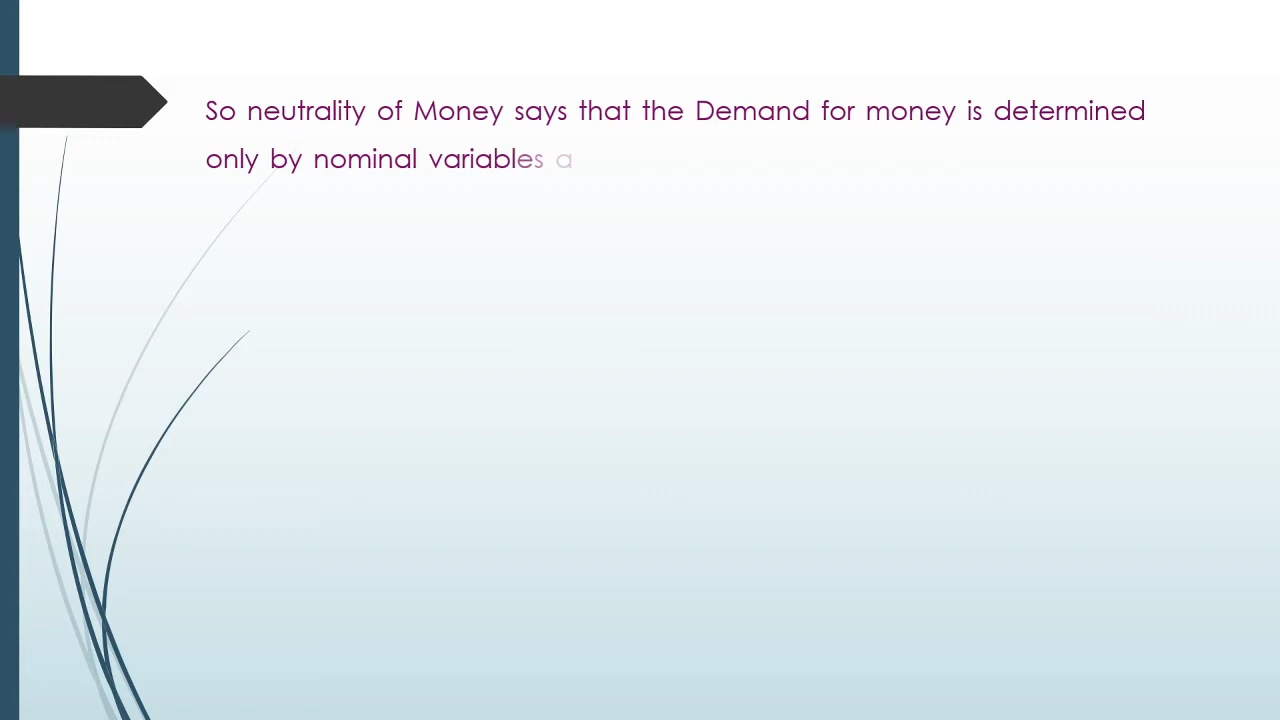 So neutrality of Money says that the Demand for money is determined
only by nominal variables a